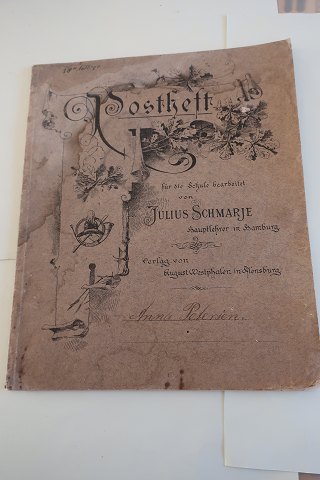 Postheft
für die Schule bearbeitet
von
JULIUS SCHMARJE
Hauptlehrer in Hamburg.
Verlag von
August Westphalen in Flensburg
Anna Petersen.